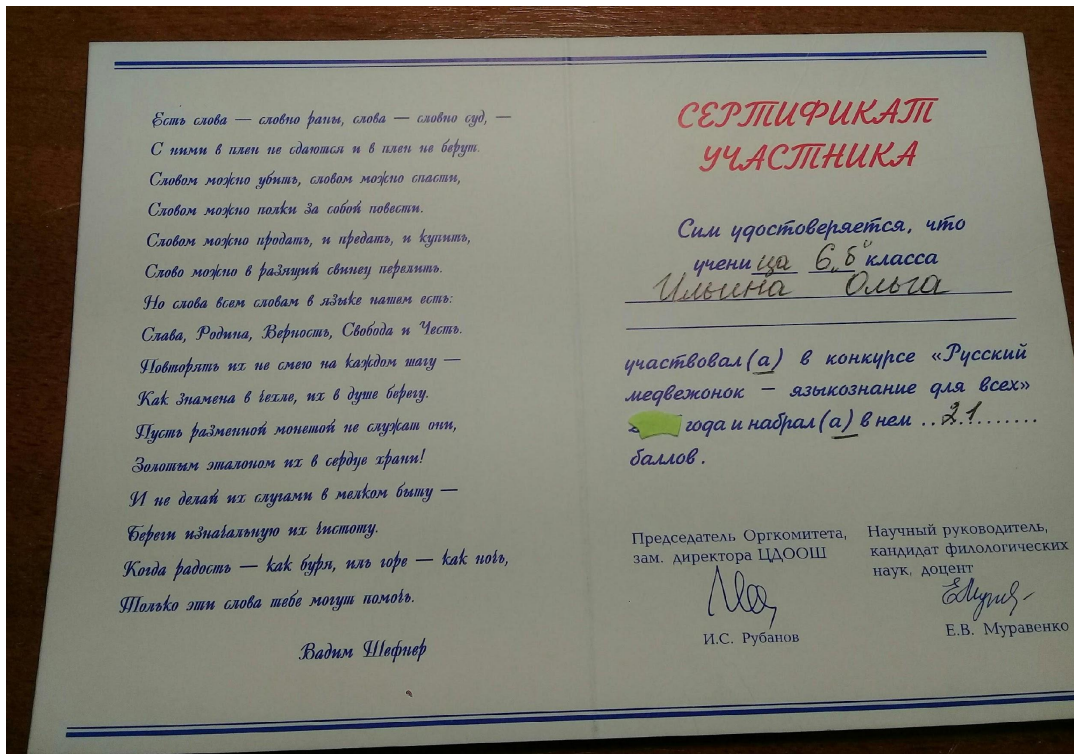 Есть слова — словно раны, слова — словно суд, —
С ними в плен не сдаются и в плен не берут.
Словом можно убить, словом можно спасти,
Словом можно полки за собой повести.
Словом можно продать, и предать, и купить,
Слово можно в разящий свинец перелить.
Но слова всем словам в языке нашем есть:
Слава, Родина, Верность, Свобода и Честь.
Повторять их не смею на каждом шагу —
Как знамена в чехле, их в душе берегу.
Пусть разменной монетой не служат они,
Золотым эталоном их в сердце храни!
И не делай их слугами в мелком быту —
Береги изначальную их чистоту.
Когда радость — как буря, иль горе — как ночь,
Только эти слова тебе могут помочь.
Вадим Шефнер
СЕРТИФИКАТ
УЧАСТНИКА
Сим удостоверяется, что
ученица 6„б“ класса
Ильина Ольга
участвовал(а) в конкурсе «Русский
медвежонок — языкознание для всех»
года и набрал(а) в нем ..21.......
баллов.
Председатель Оргкомитета,
зам. директора ЦДООШ
И.С. Рубанов
Научный руководитель,
кандидат филологических
наук, доцент
Е.В. Муравенко